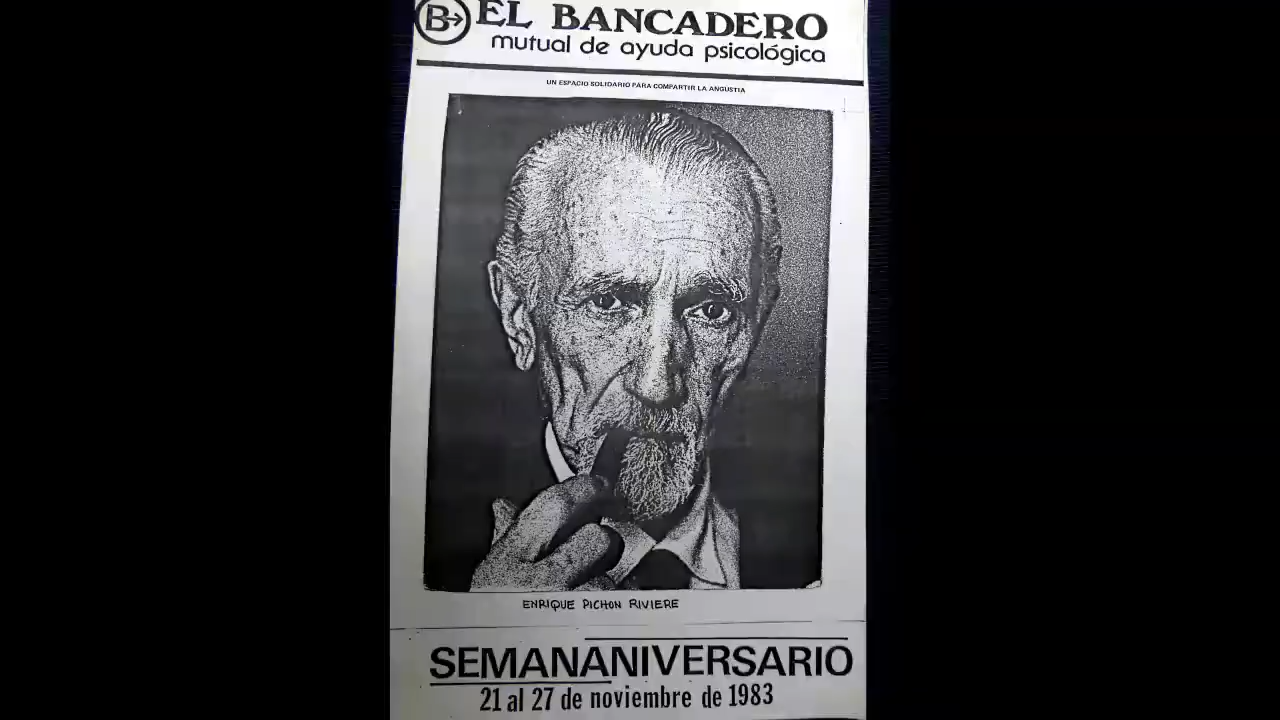 B EL BANCADERO
mutual de ayuda psicológica
UN ESPACIO SOLIDARIO PARA COMPARTIR LA ANGUSTIA
ENRIQUE PICHON RIVIERE
SEMANANIVERSARIO
21 al 27 de noviembre de 1983